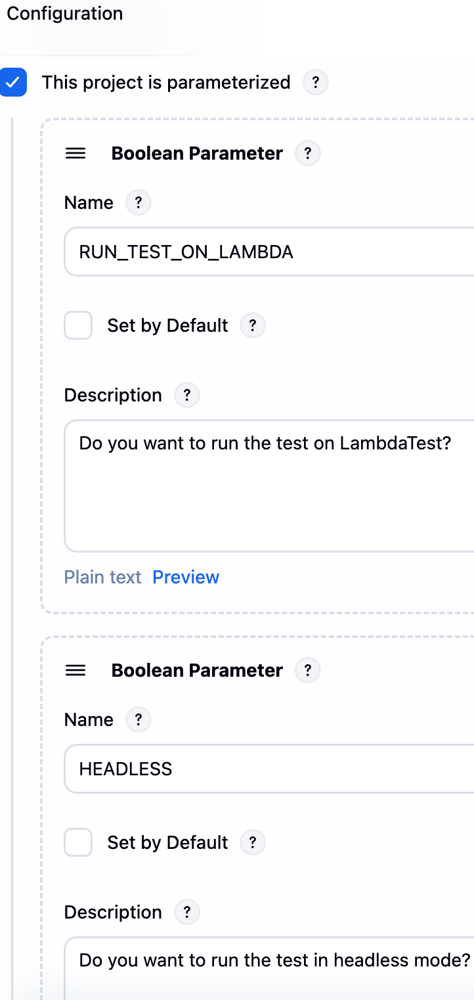 Configuration
This project is parameterized ?
Boolean Parameter ?
Name ?
RUN_TEST_ON_LAMBDA
Set by Default ?
Description ?
Do you want to run the test on LambdaTest?
Plain text Preview
Boolean Parameter ?
Name ?
HEADLESS
Set by Default ?
Description ?
Do you want to run the test in headless mode?